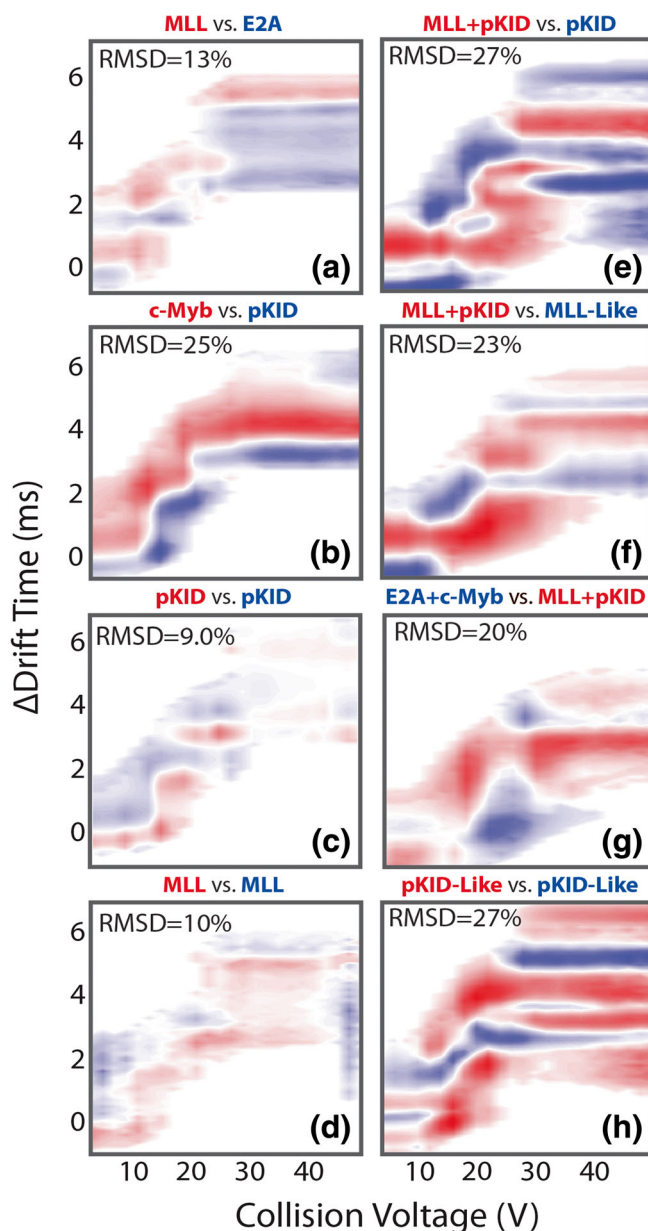 MLL vs. E2A
RMSD=13%
(a)
c-Myb vs. pKID
RMSD=25%
(b)
pKID vs. pKID
RMSD=9.0%
(c)
MLL vs. MLL
RMSD=10%
(d)
MLL+pKID vs. pKID
RMSD=27%
(e)
MLL+pKID vs. MLL-Like
RMSD=23%
(f)
E2A+c-Myb vs. MLL+pKID
RMSD=20%
(g)
pKID-Like vs. pKID-Like
RMSD=27%
(h)
6
4
2
0
6
4
2
0
6
4
2
0
6
4
2
0
ΔDrift Time (ms)
10 20 30 40
10 20 30 40
Collision Voltage (V)